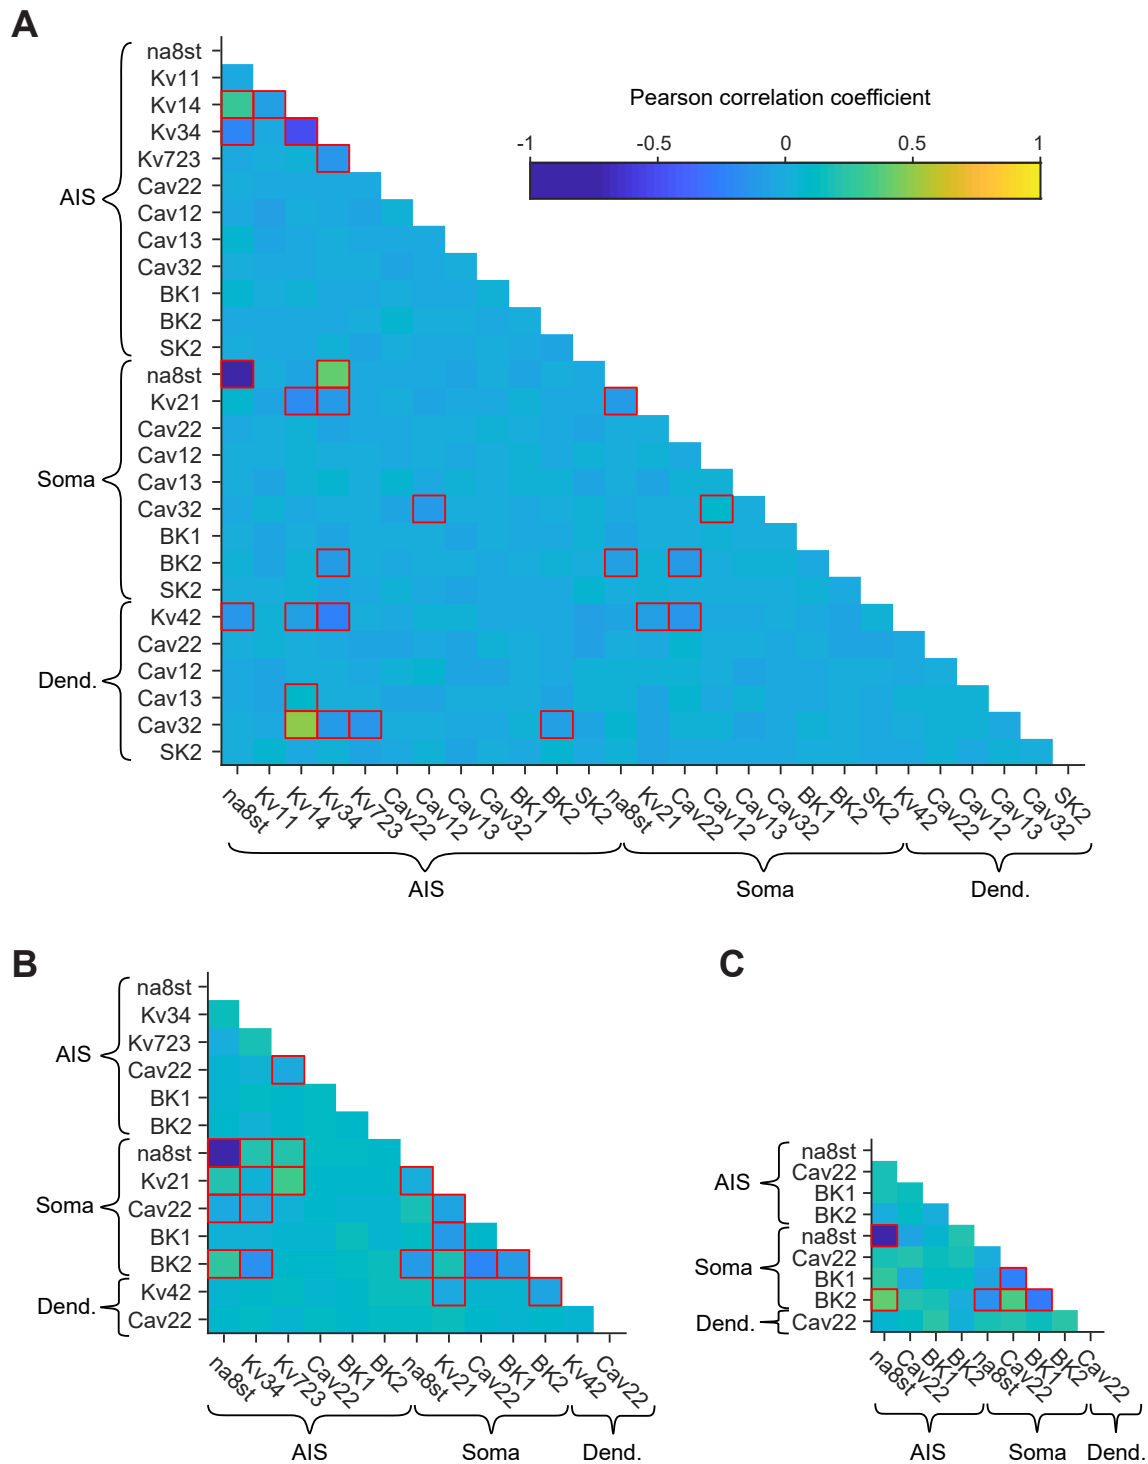 A
Pearson correlation coefficient
-1 -0.5 0 0.5 1
AIS
na8st
Kv11
Kv14
Kv34
Kv723
Cav22
Cav12
Cav13
Cav32
BK1
BK2
SK2
Soma
na8st
Kv21
Cav22
Cav12
Cav13
Cav32
BK1
BK2
SK2
Dend.
Kv42
Cav22
Cav12
Cav13
Cav32
SK2
na8st Kv11 Kv14 Kv34 Kv723 Cav22 Cav12 Cav13 Cav32 BK1 BK2 SK2 na8st Kv21 Cav22 Cav12 Cav13 Cav32 BK1 BK2 SK2 Kv42 Cav22 Cav12 Cav13 Cav32 SK2
AIS Soma Dend.
B
AIS
na8st
Kv34
Kv723
Cav22
BK1
BK2
Soma
na8st
Kv21
Cav22
BK1
BK2
Dend.
Kv42
Cav22
na8st Kv34 Kv723 Cav22 BK1 BK2 na8st Kv21 Cav22 BK1 BK2 Kv42 Cav22
AIS Soma Dend.
C
AIS
na8st
Cav22
BK1
BK2
Soma
na8st
Cav22
BK1
BK2
Dend.
Cav22
na8st Cav22 BK1 BK2 na8st Cav22 BK1 BK2 Cav22
AIS Soma Dend.